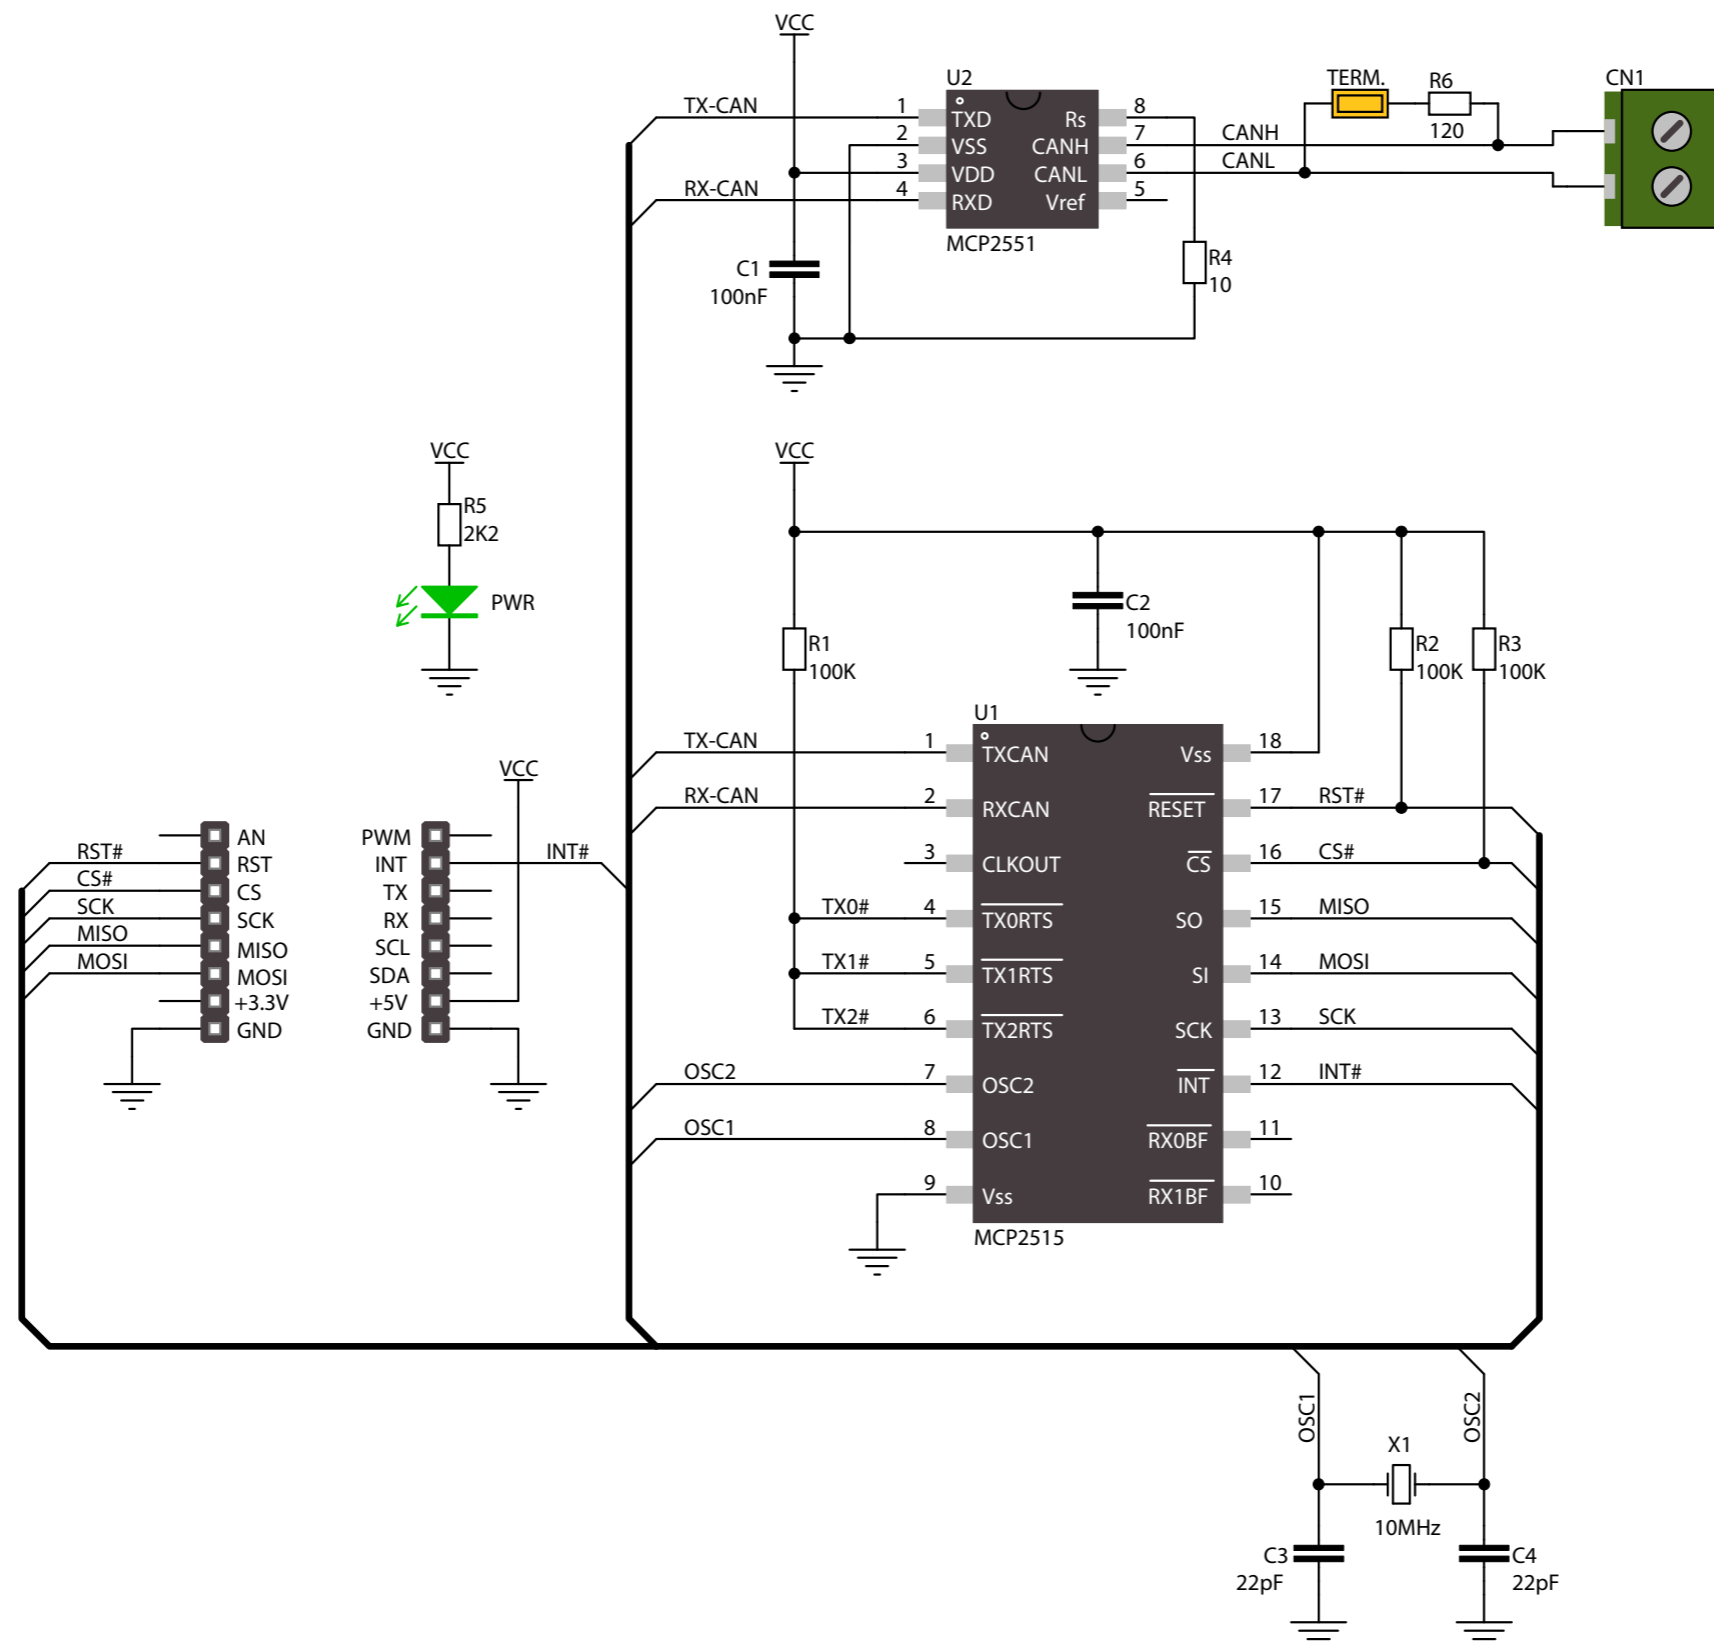 VCC
U2
TX-CAN
1
TXD
2
VSS
3
VDD
RX-CAN
4
RXD
Rs
8
CANH
7
CANL
6
Vref
5
MCP2551
CANH
CANL
TERM.
R6
120
CN1
C1
100nF
R4
10
VCC
R5
2K2
PWR
VCC
R1
100K
C2
100nF
R2
100K
R3
100K
U1
TX-CAN
1
TXCAN
RX-CAN
2
RXCAN
3
CLKOUT
TX0#
4
TX0RTS
TX1#
5
TX1RTS
TX2#
6
TX2RTS
OSC2
7
OSC2
OSC1
8
OSC1
9
Vss
Vss
18
RESET
17
RST#
CS
16
CS#
SO
15
MISO
SI
14
MOSI
SCK
13
SCK
INT
12
INT#
RX0BF
11
RX1BF
10
MCP2515
VCC
AN
RST#
RST
CS#
CS
SCK
SCK
MISO
MISO
MOSI
MOSI
+3.3V
GND
PWM
INT
INT#
TX
RX
SCL
SDA
+5V
GND
OSC1
OSC2
X1
10MHz
C3
22pF
C4
22pF